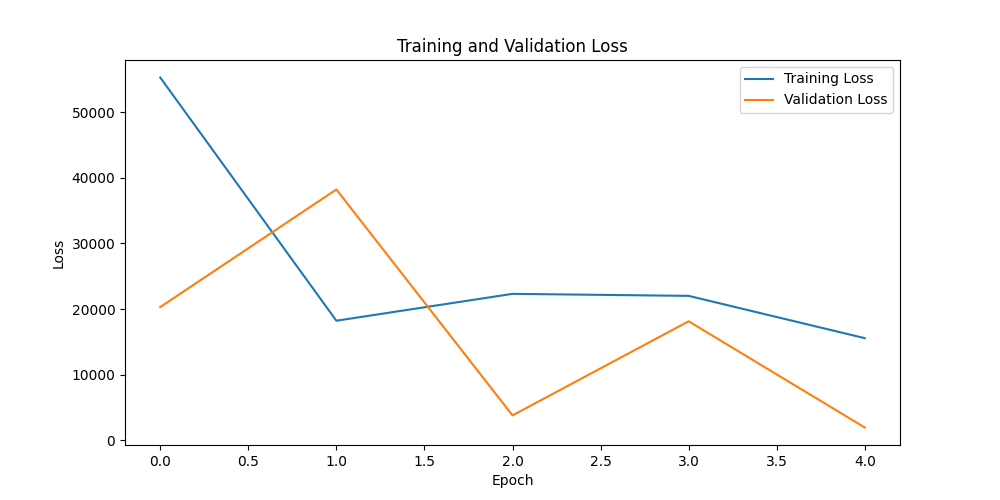 Training and Validation Loss
Training Loss
Validation Loss
50000
40000
30000
20000
10000
0
Loss
0.0 0.5 1.0 1.5 2.0 2.5 3.0 3.5 4.0
Epoch